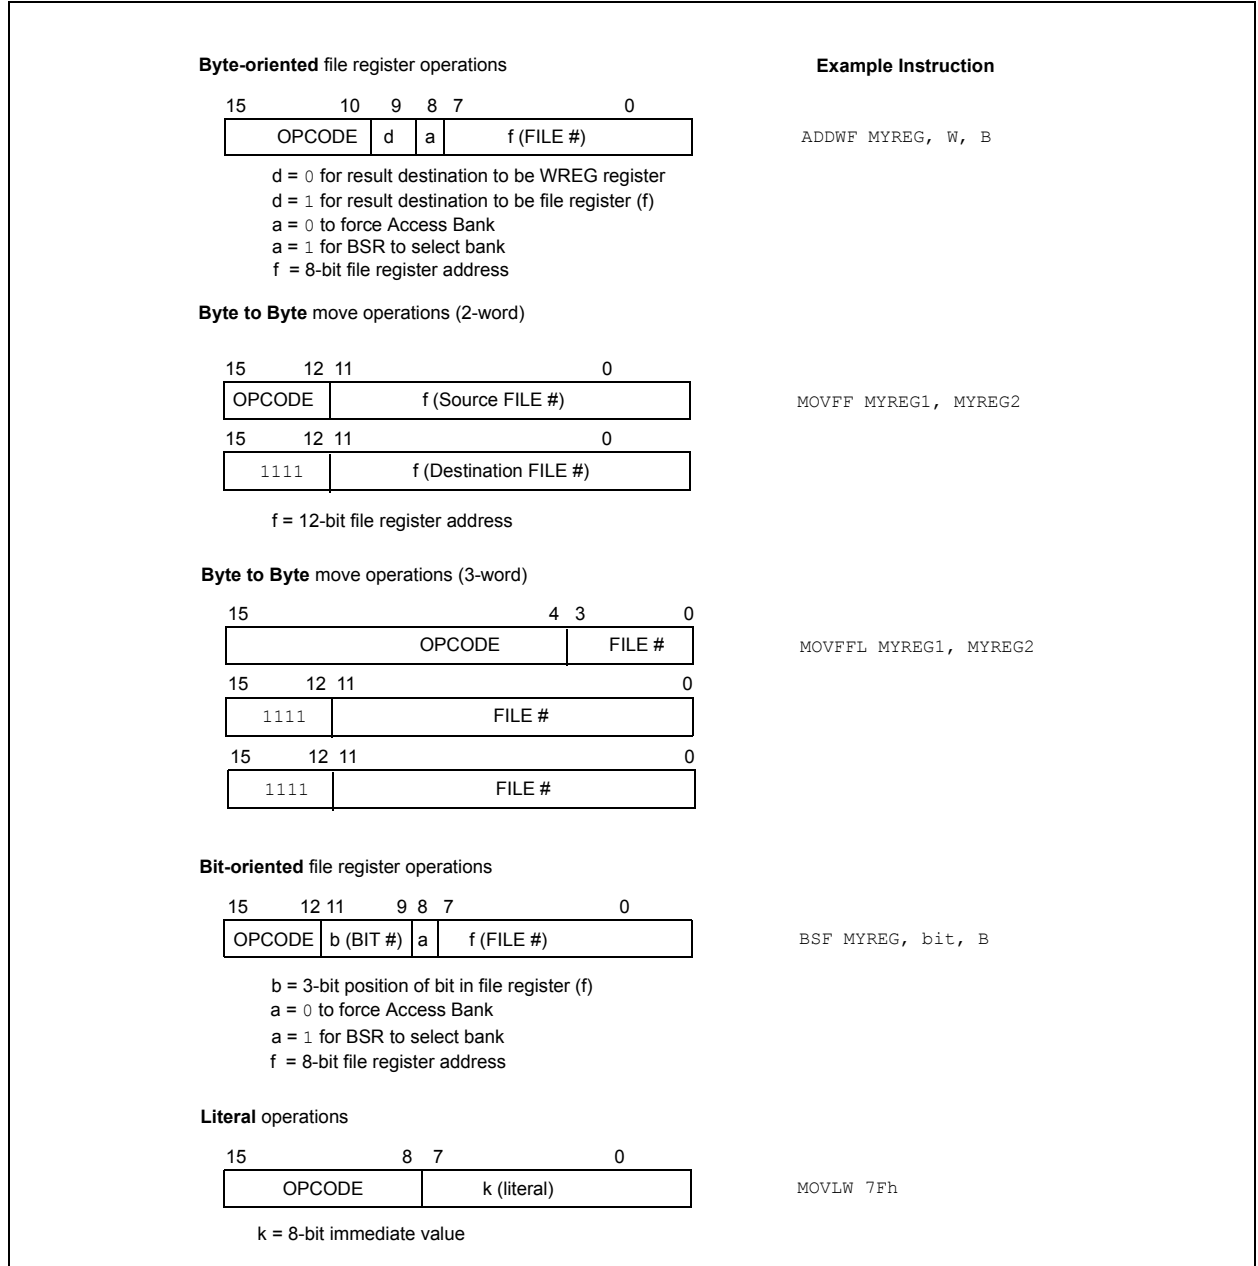 Byte-oriented file register operations Example Instruction
15 10 9 8 7 0
OPCODE d a f (FILE #) ADDWF MYREG, W, B
d = 0 for result destination to be WREG register
d = 1 for result destination to be file register (f)
a = 0 to force Access Bank
a = 1 for BSR to select bank
f = 8-bit file register address
Byte to Byte move operations (2-word)
15 12 11 0
OPCODE f (Source FILE #) MOVFF MYREG1, MYREG2
15 12 11 0
1111 f (Destination FILE #)
f = 12-bit file register address
Byte to Byte move operations (3-word)
15 4 3 0
OPCODE FILE # MOVFFL MYREG1, MYREG2
15 12 11 0
1111 FILE #
15 12 11 0
1111 FILE #
Bit-oriented file register operations
15 12 11 9 8 7 0
OPCODE b (BIT #) a f (FILE #) BSF MYREG, bit, B
b = 3-bit position of bit in file register (f)
a = 0 to force Access Bank
a = 1 for BSR to select bank
f = 8-bit file register address
Literal operations
15 8 7 0
OPCODE k (literal) MOVLW 7Fh
k = 8-bit immediate value